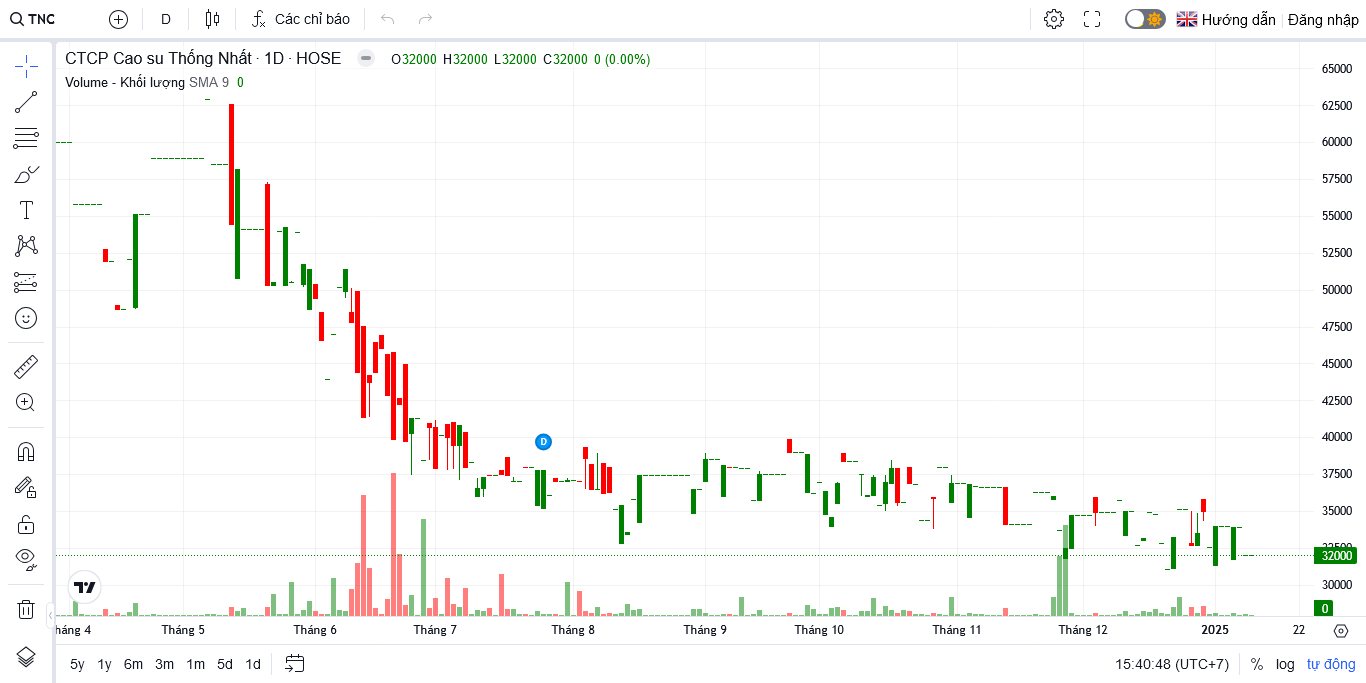 TNC D Các chỉ báo Hướng dẫn Đăng nhập
CTCP Cao su Thống Nhất · 1D · HOSE O32000 H32000 L32000 C32000 0 (0.00%)
Volume - Khối lượng SMA 9 0
65000
62500
60000
57500
55000
52500
50000
47500
45000
42500
40000
D
37500
35000
32500
32000
30000
0
háng 4 Tháng 5 Tháng 6 Tháng 7 Tháng 8 Tháng 9 Tháng 10 Tháng 11 Tháng 12 2025 22
5y 1y 6m 3m 1m 5d 1d 15:40:48 (UTC+7) % log tự động